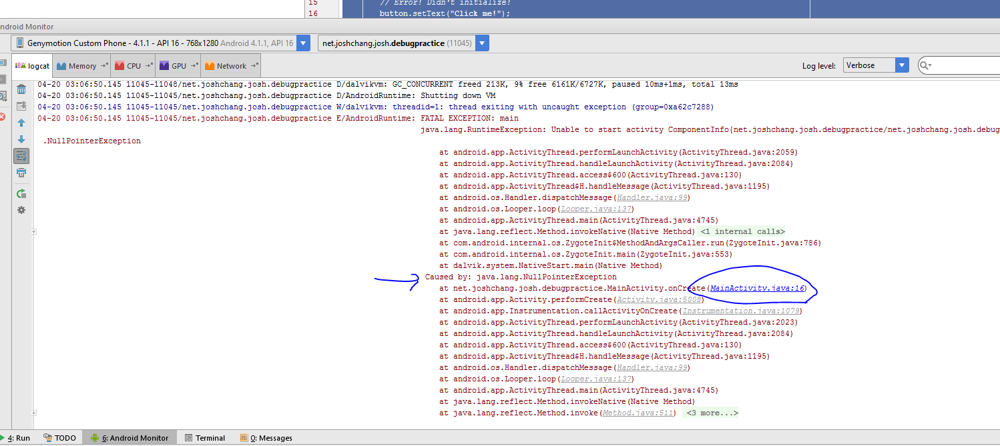 15 // Error! Didn't initialize!
16 button.setText("Click me!");
ndroid Monitor
Genymotion Custom Phone - 4.1.1 - API 16 - 768x1280 Android 4.1.1, API 16 net.joshchang.josh.debugpractice (11045)
logcat Memory CPU GPU Network Log level: Verbose
04-20 03:06:50.145 11045-11048/net.joshchang.josh.debugpractice D/dalvikvm: GC_CONCURRENT freed 213K, 9% free 6161K/6727K, paused 10ms+1ms, total 13ms
04-20 03:06:50.145 11045-11045/net.joshchang.josh.debugpractice D/AndroidRuntime: Shutting down VM
04-20 03:06:50.145 11045-11045/net.joshchang.josh.debugpractice W/dalvikvm: threadid=1: thread exiting with uncaught exception (group=0xa62c7288)
04-20 03:06:50.145 11045-11045/net.joshchang.josh.debugpractice E/AndroidRuntime: FATAL EXCEPTION: main
java.lang.RuntimeException: Unable to start activity ComponentInfo{net.joshchang.josh.debugpractice/net.joshchang.josh.debug
.NullPointerException
at android.app.ActivityThread.performLaunchActivity(ActivityThread.java:2059)
at android.app.ActivityThread.handleLaunchActivity(ActivityThread.java:2084)
at android.app.ActivityThread.access$600(ActivityThread.java:130)
at android.app.ActivityThread$H.handleMessage(ActivityThread.java:1195)
at android.os.Handler.dispatchMessage(Handler.java:99)
at android.os.Looper.loop(Looper.java:137)
at android.app.ActivityThread.main(ActivityThread.java:4745)
at java.lang.reflect.Method.invokeNative(Native Method) <1 internal calls>
at com.android.internal.os.ZygoteInit$MethodAndArgsCaller.run(ZygoteInit.java:786)
at com.android.internal.os.ZygoteInit.main(ZygoteInit.java:553)
at dalvik.system.NativeStart.main(Native Method)
Caused by: java.lang.NullPointerException
at net.joshchang.josh.debugpractice.MainActivity.onCreate(MainActivity.java:16)
at android.app.Activity.performCreate(Activity.java:5008)
at android.app.Instrumentation.callActivityOnCreate(Instrumentation.java:1079)
at android.app.ActivityThread.performLaunchActivity(ActivityThread.java:2023)
at android.app.ActivityThread.handleLaunchActivity(ActivityThread.java:2084)
at android.app.ActivityThread.access$600(ActivityThread.java:130)
at android.app.ActivityThread$H.handleMessage(ActivityThread.java:1195)
at android.os.Handler.dispatchMessage(Handler.java:99)
at android.os.Looper.loop(Looper.java:137)
at android.app.ActivityThread.main(ActivityThread.java:4745)
at java.lang.reflect.Method.invokeNative(Native Method)
at java.lang.reflect.Method.invoke(Method.java:511) <3 more...>
4: Run TODO 6: Android Monitor Terminal 0: Messages